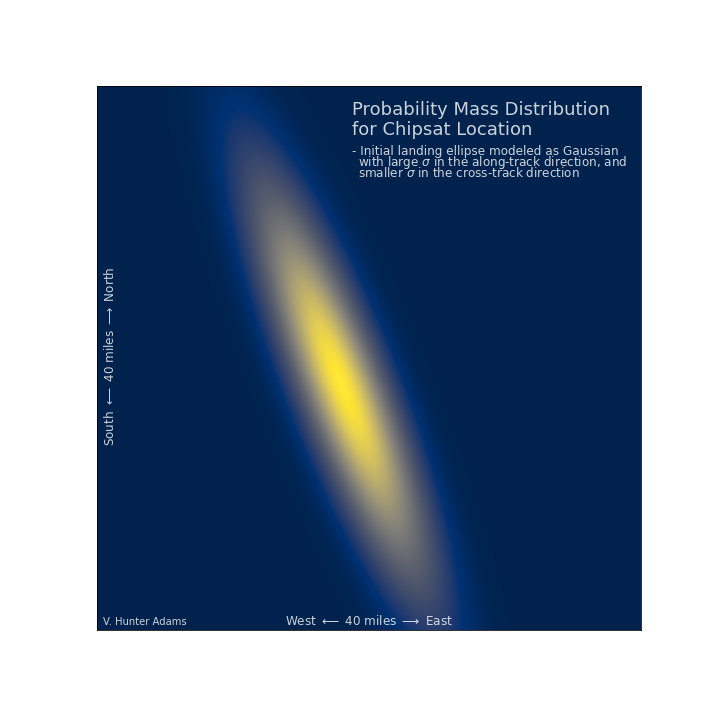 Probability Mass Distribution
for Chipsat Location
- Initial landing ellipse modeled as Gaussian
with large σ in the along-track direction, and
smaller σ in the cross-track direction
South ⟵ 40 miles ⟶ North
V. Hunter Adams
West ⟵ 40 miles ⟶ East